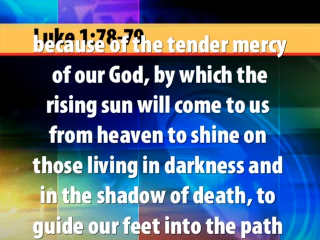 Luke 1:78-79
because of the tender mercy
of our God, by which the
rising sun will come to us
from heaven to shine on
those living in darkness and
in the shadow of death, to
guide our feet into the path